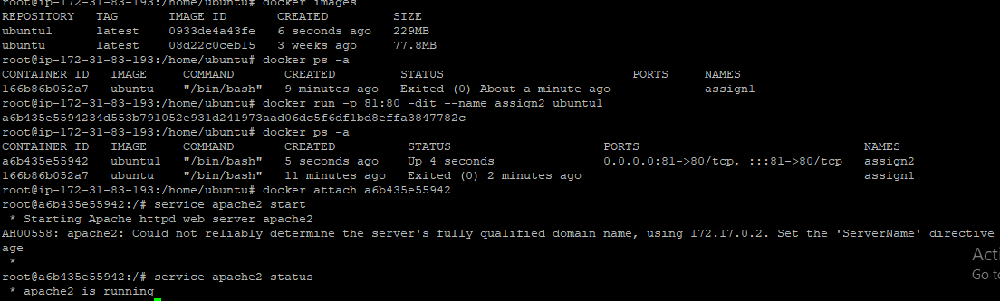 root@ip-172-31-83-193:/home/ubuntu# docker images
REPOSITORY TAG IMAGE ID CREATED SIZE
ubuntu1 latest 0933de4a43fe 6 seconds ago 229MB
ubuntu latest 08d22c0ceb15 3 weeks ago 77.8MB
root@ip-172-31-83-193:/home/ubuntu# docker ps -a
CONTAINER ID IMAGE COMMAND CREATED STATUS PORTS NAMES
166b86b052a7 ubuntu "/bin/bash" 9 minutes ago Exited (0) About a minute ago assign1
root@ip-172-31-83-193:/home/ubuntu# docker run -p 81:80 -dit --name assign2 ubuntu1
a6b435e5594234d553b791052e931d241973aad06dc5f6df1bd8effa3847782c
root@ip-172-31-83-193:/home/ubuntu# docker ps -a
CONTAINER ID IMAGE COMMAND CREATED STATUS PORTS NAMES
a6b435e55942 ubuntu1 "/bin/bash" 5 seconds ago Up 4 seconds 0.0.0.0:81->80/tcp, :::81->80/tcp assign2
166b86b052a7 ubuntu "/bin/bash" 11 minutes ago Exited (0) 2 minutes ago assign1
root@ip-172-31-83-193:/home/ubuntu# docker attach a6b435e55942
root@a6b435e55942:/# service apache2 start
* Starting Apache httpd web server apache2
AH00558: apache2: Could not reliably determine the server's fully qualified domain name, using 172.17.0.2. Set the 'ServerName' directive
age
*
root@a6b435e55942:/# service apache2 status
* apache2 is running
Acti
Go to